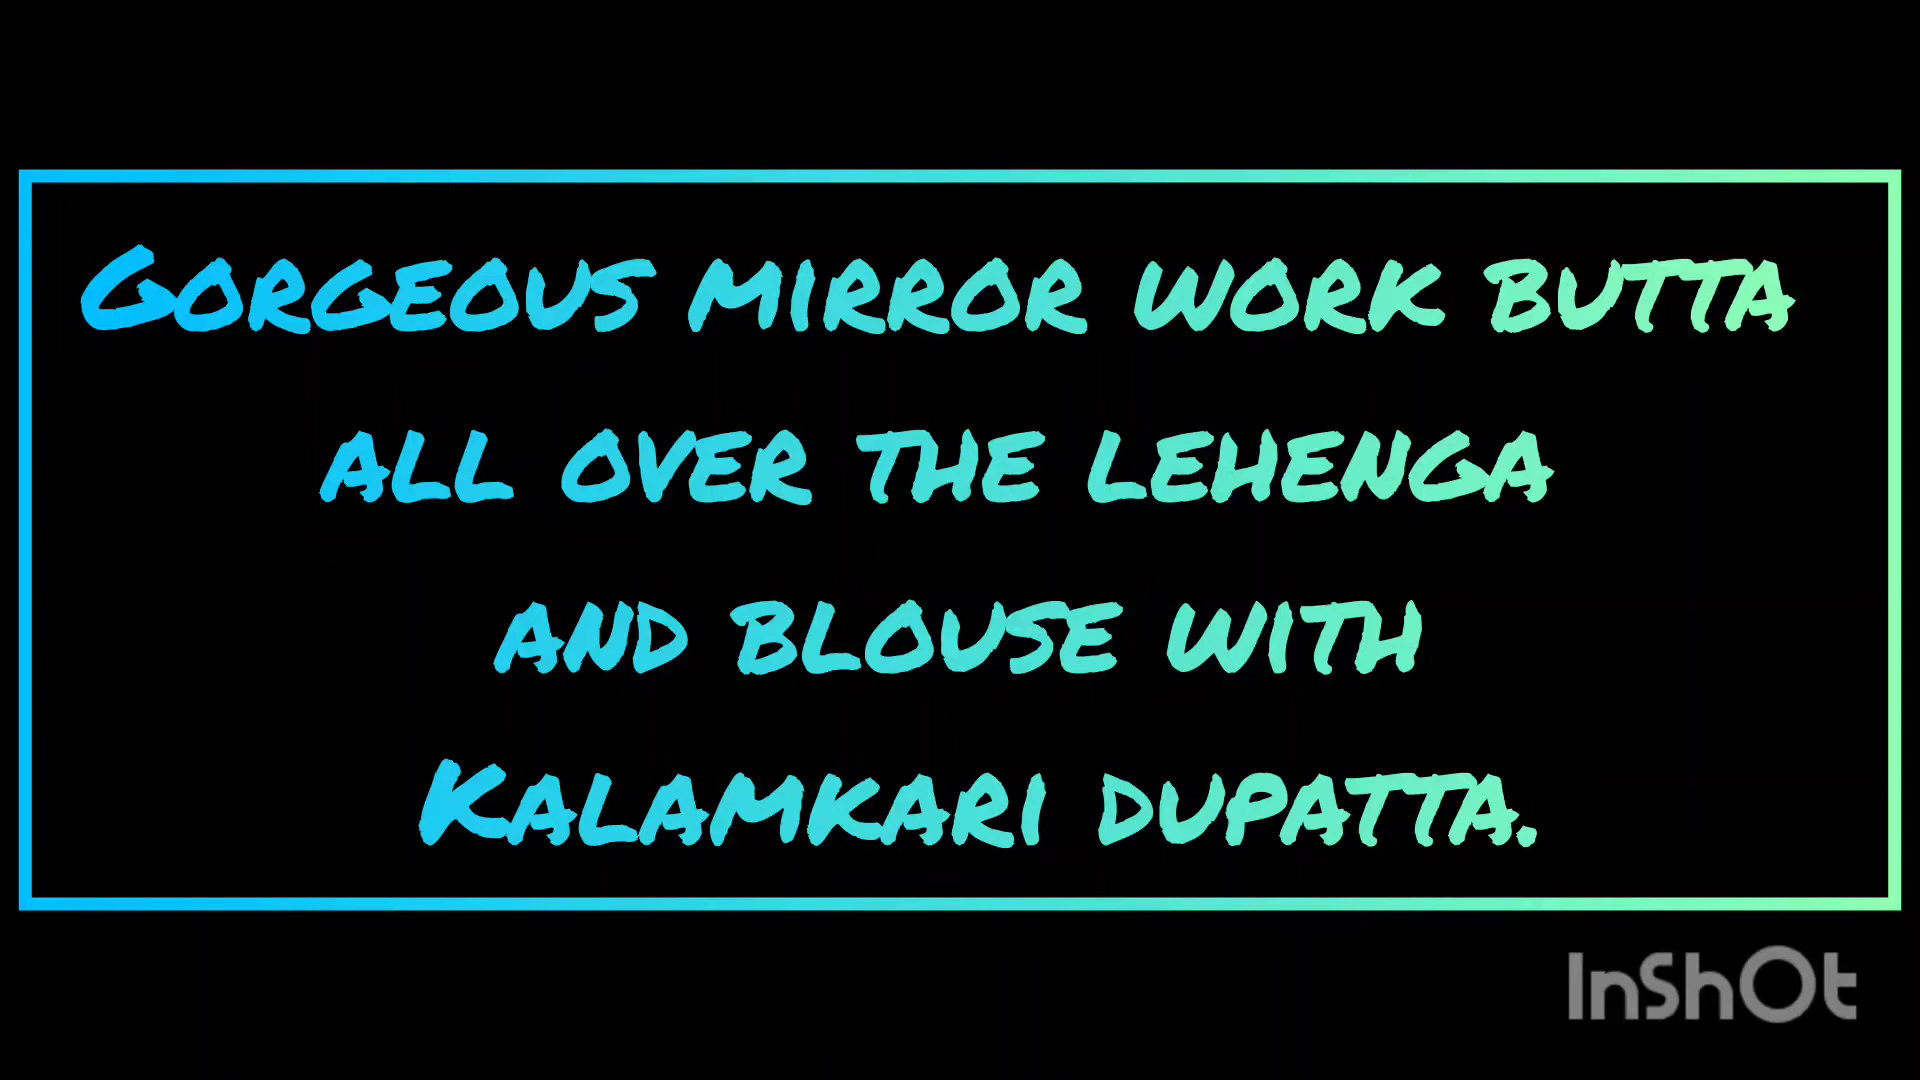 Gorgeous mirror work butta
all over the lehenga
and blouse with
Kalamkari dupatta.
InShOt